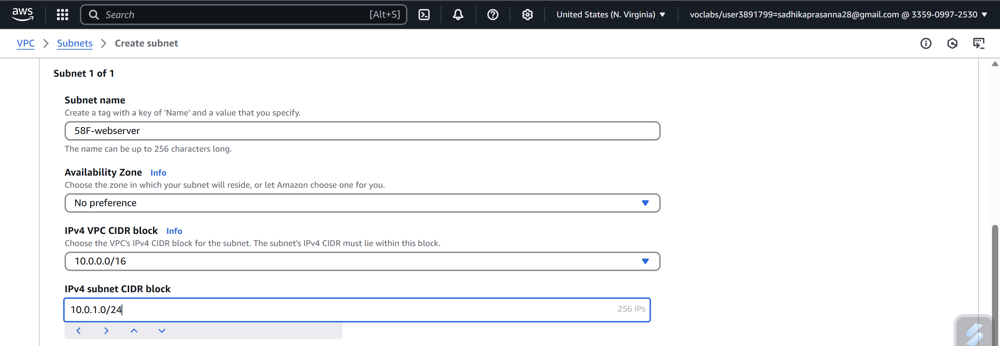 aws
Search [Alt+S] United States (N. Virginia) voclabs/user3891799=sadhikaprasanna28@gmail.com @ 3359-0997-2530
VPC Subnets Create subnet
Subnet 1 of 1
Subnet name
Create a tag with a key of 'Name' and a value that you specify.
58F-webserver
The name can be up to 256 characters long.
Availability Zone Info
Choose the zone in which your subnet will reside, or let Amazon choose one for you.
No preference
IPv4 VPC CIDR block Info
Choose the VPC's IPv4 CIDR block for the subnet. The subnet's IPv4 CIDR must lie within this block.
10.0.0.0/16
IPv4 subnet CIDR block
10.0.1.0/24 256 IPs